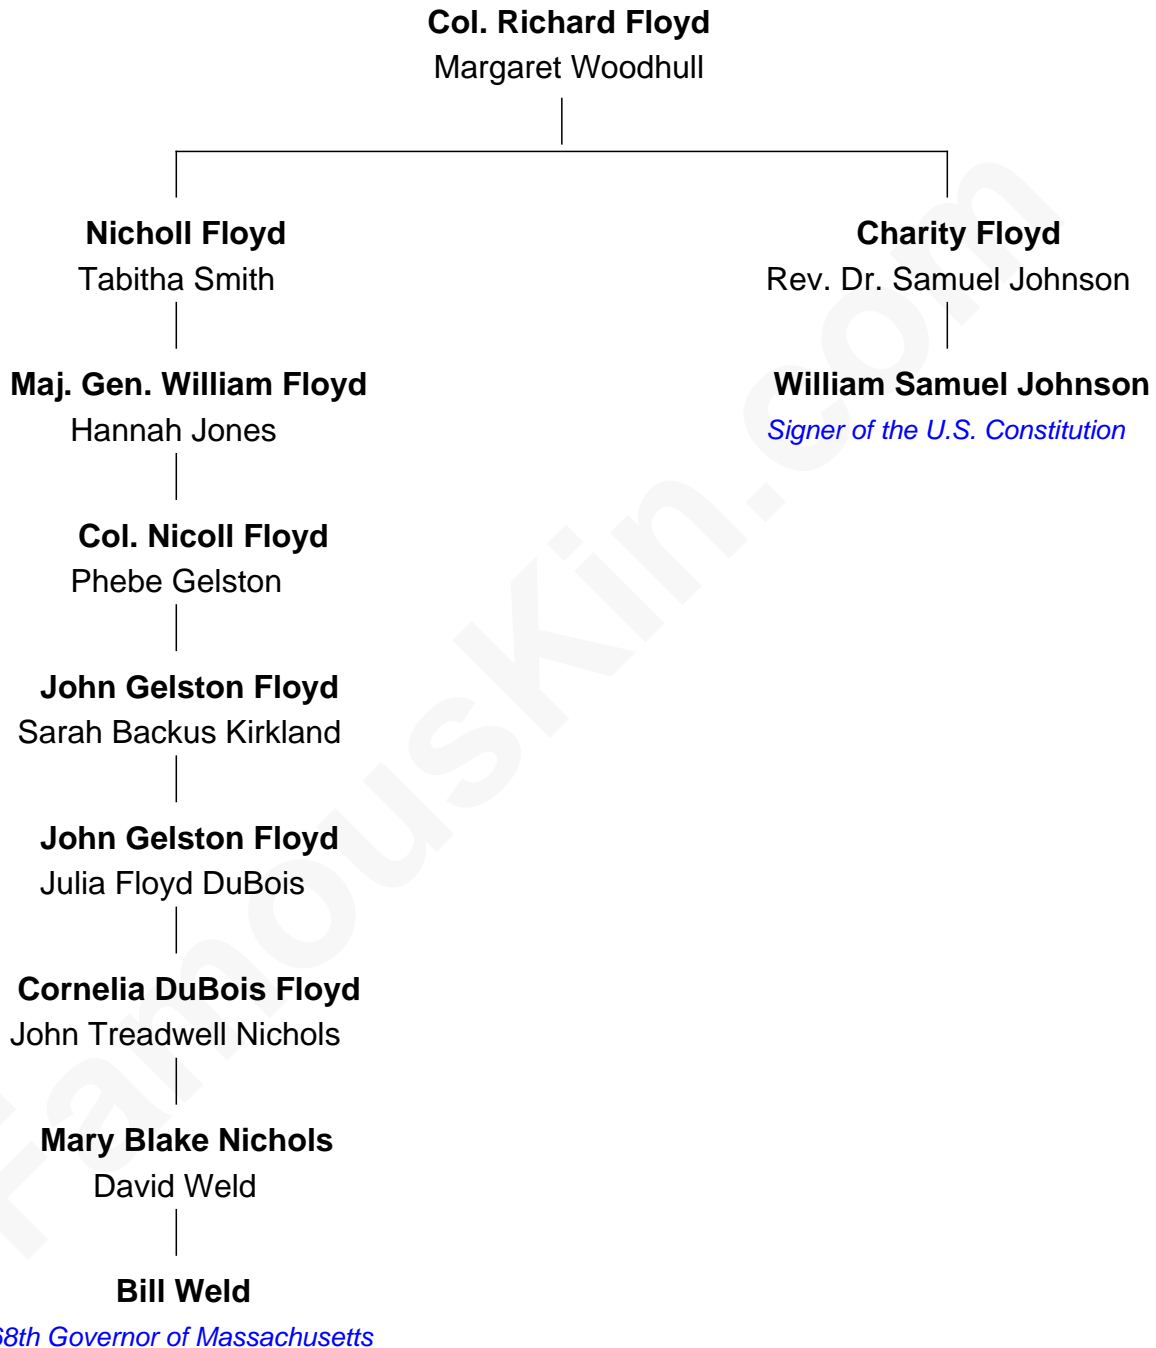 Col. Richard Floyd
Margaret Woodhull
Nicholl Floyd
Tabitha Smith
Charity Floyd
Rev. Dr. Samuel Johnson
Maj. Gen. William Floyd
Hannah Jones
William Samuel Johnson
Signer of the U.S. Constitution
Col. Nicoll Floyd
Phebe Gelston
John Gelston Floyd
Sarah Backus Kirkland
John Gelston Floyd
Julia Floyd DuBois
Cornelia DuBois Floyd
John Treadwell Nichols
Mary Blake Nichols
David Weld
Bill Weld
68th Governor of Massachusetts
FamousKin.com